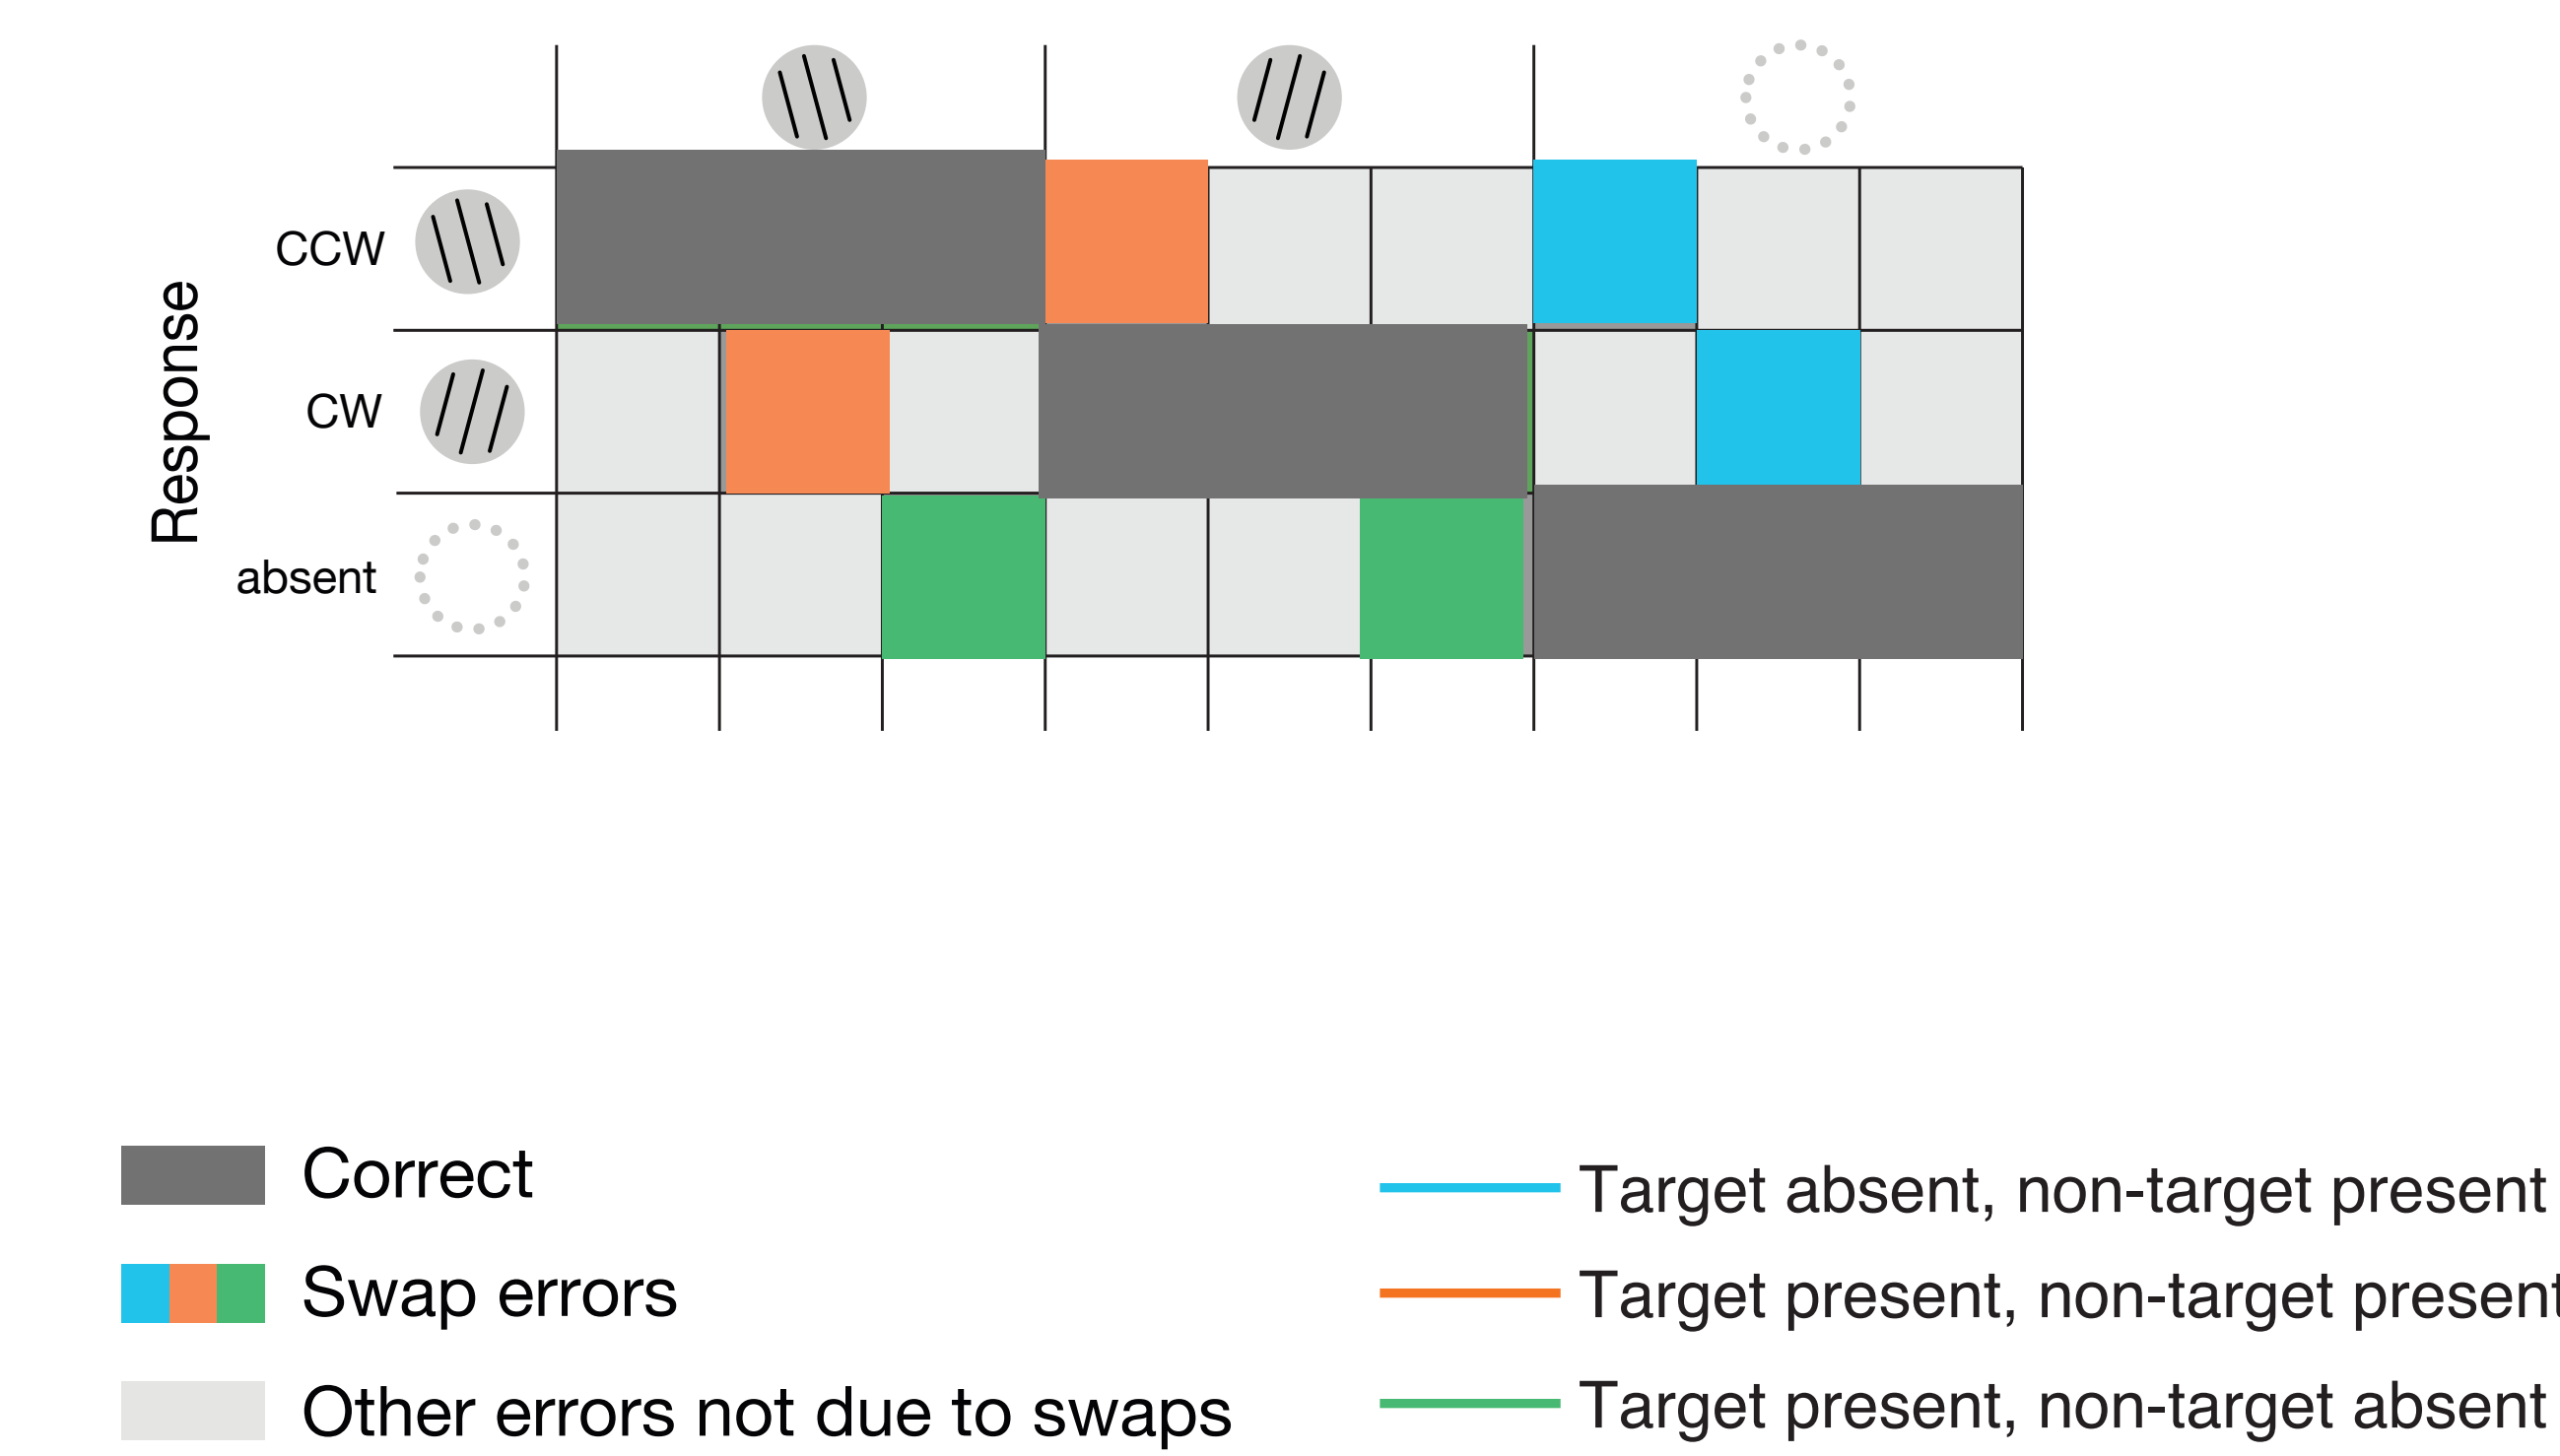 Response
CCW
CW
absent
Correct
Swap errors
Other errors not due to swaps
Target absent, non-target present
Target present, non-target present
Target present, non-target absent